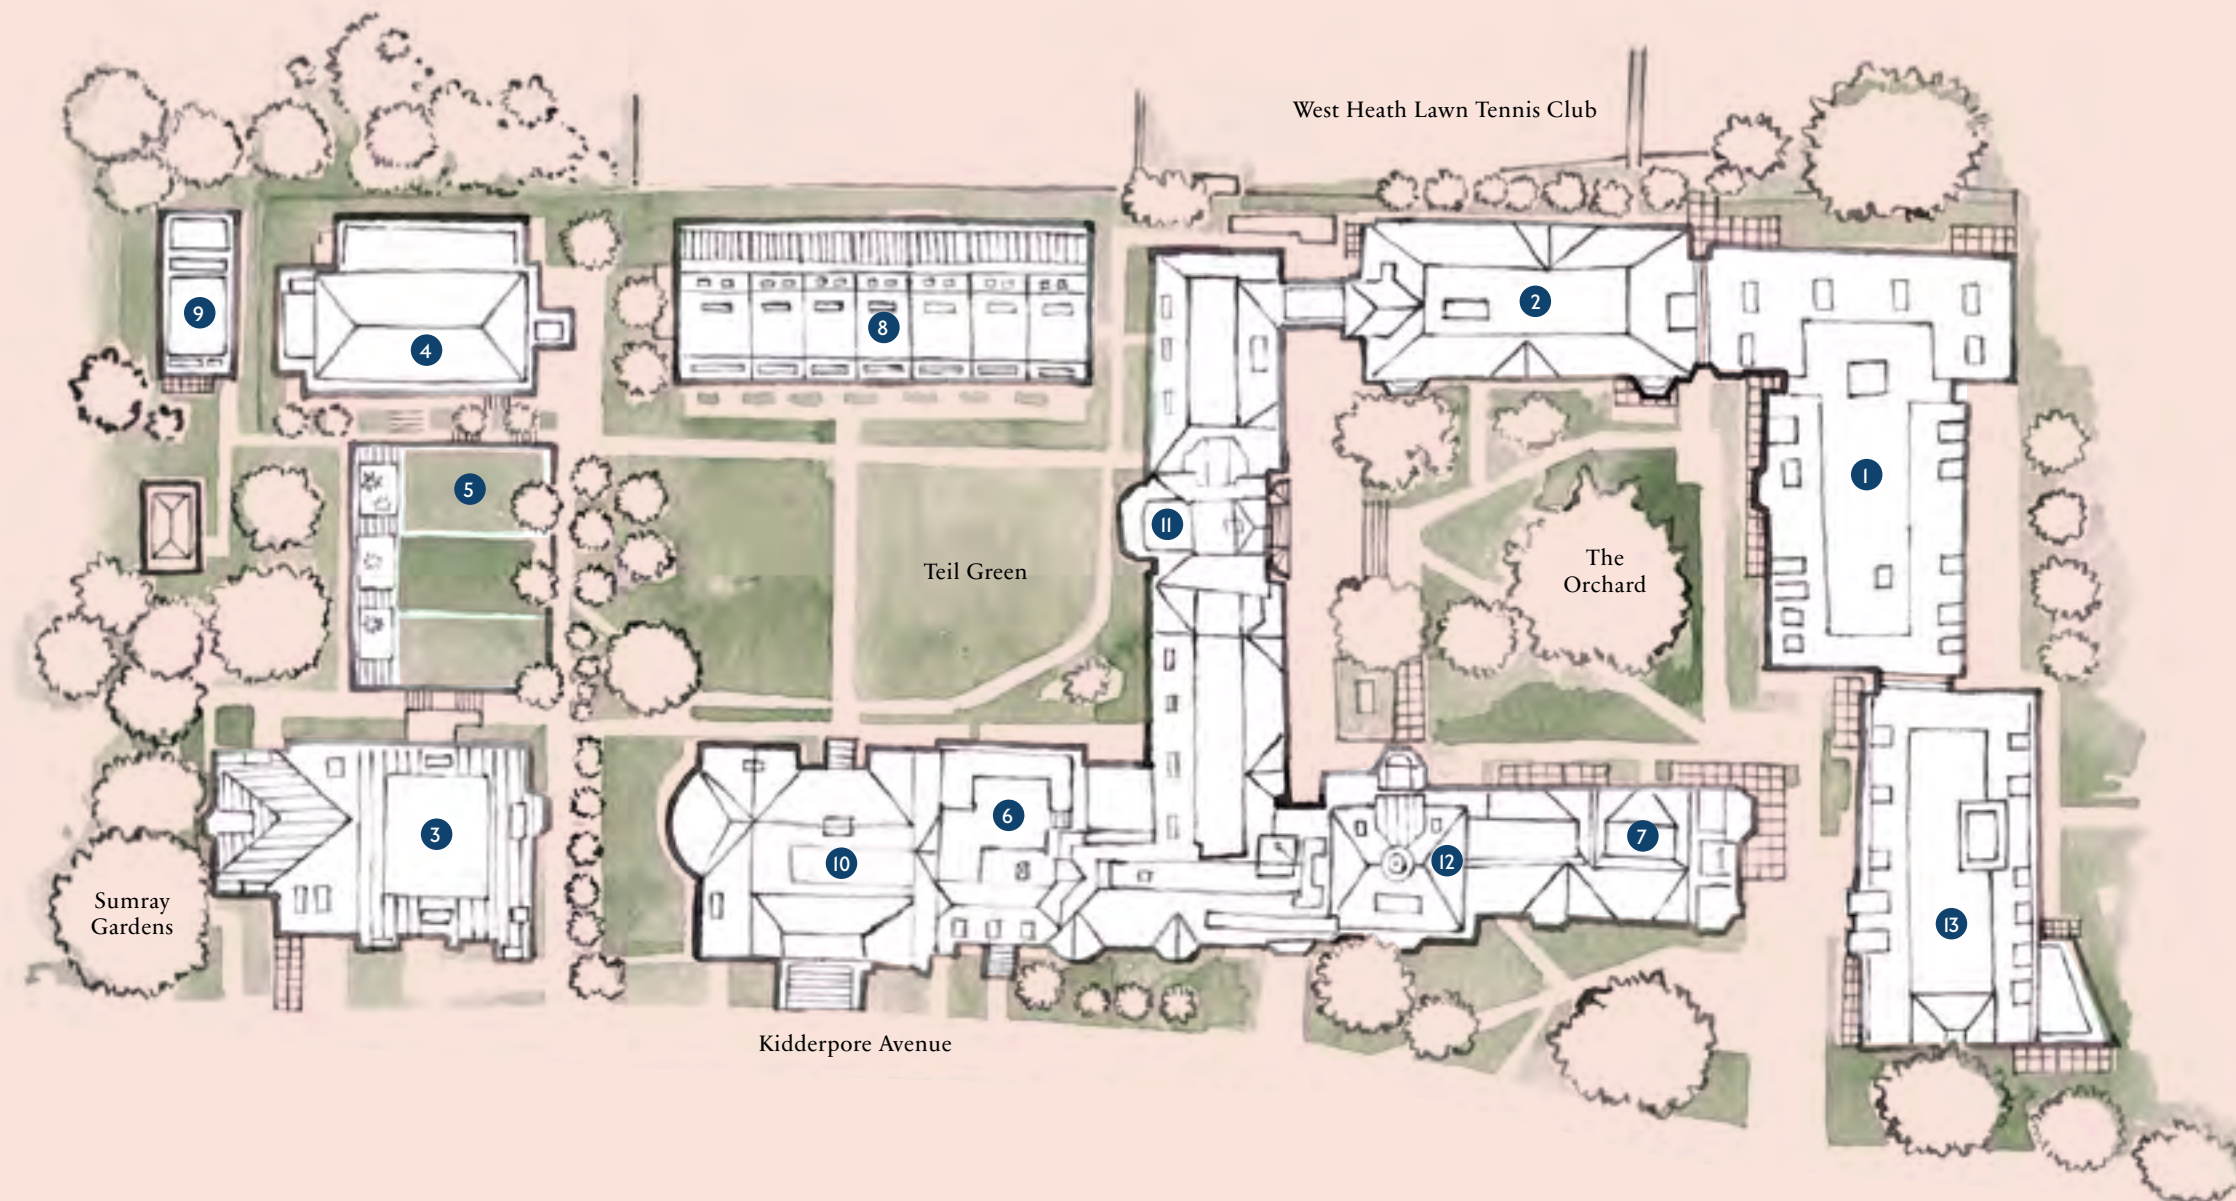 West Heath Lawn Tennis Club
9
4
8
2
5
11
1
Teil Green
The
Orchard
3
6
10
12
7
13
Sumray
Gardens
Kidderpore Avenue